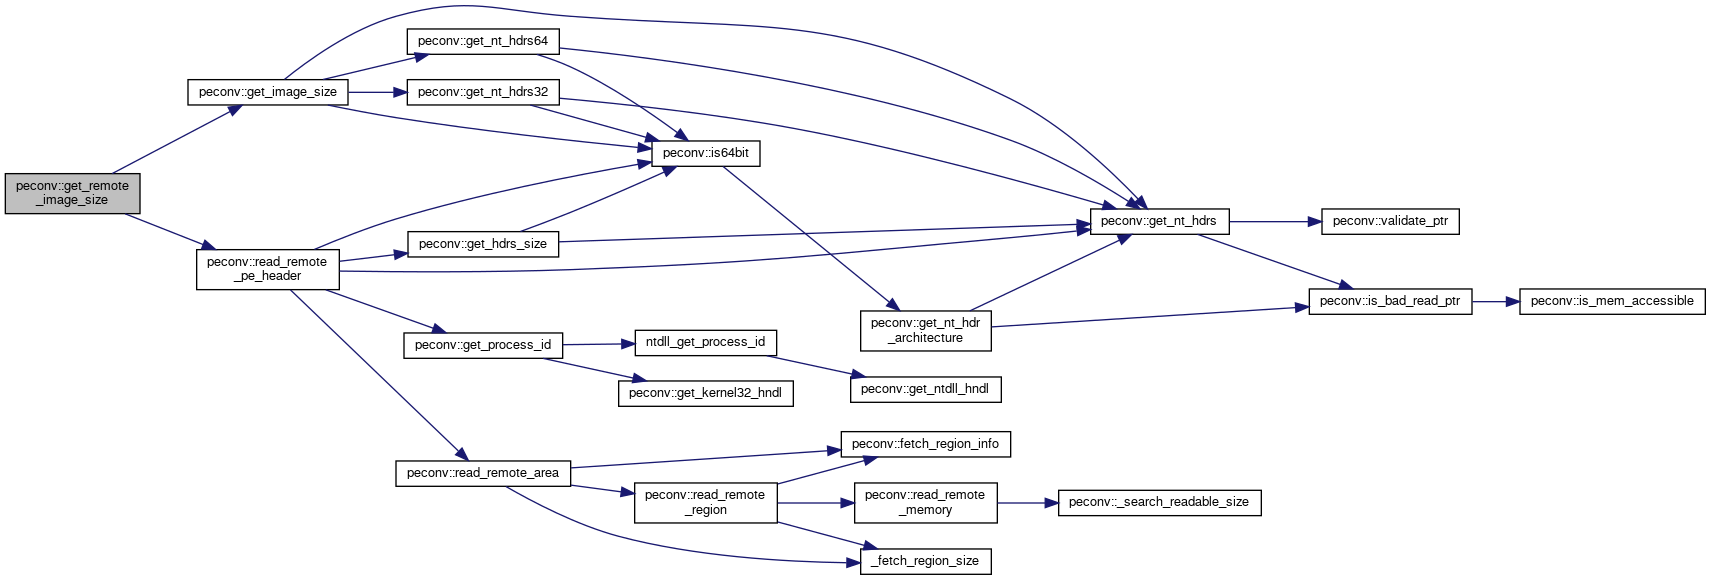 peconv::get_remote
_image_size
peconv::get_image_size
peconv::read_remote
_pe_header
peconv::get_nt_hdrs64
peconv::get_nt_hdrs32
peconv::get_hdrs_size
peconv::get_process_id
peconv::read_remote_area
peconv::is64bit
ntdll_get_process_id
peconv::get_kernel32_hndl
peconv::read_remote
_region
peconv::get_nt_hdr
_architecture
peconv::get_ntdll_hndl
peconv::fetch_region_info
peconv::read_remote
_memory
_fetch_region_size
peconv::get_nt_hdrs
peconv::_search_readable_size
peconv::validate_ptr
peconv::is_bad_read_ptr
peconv::is_mem_accessible